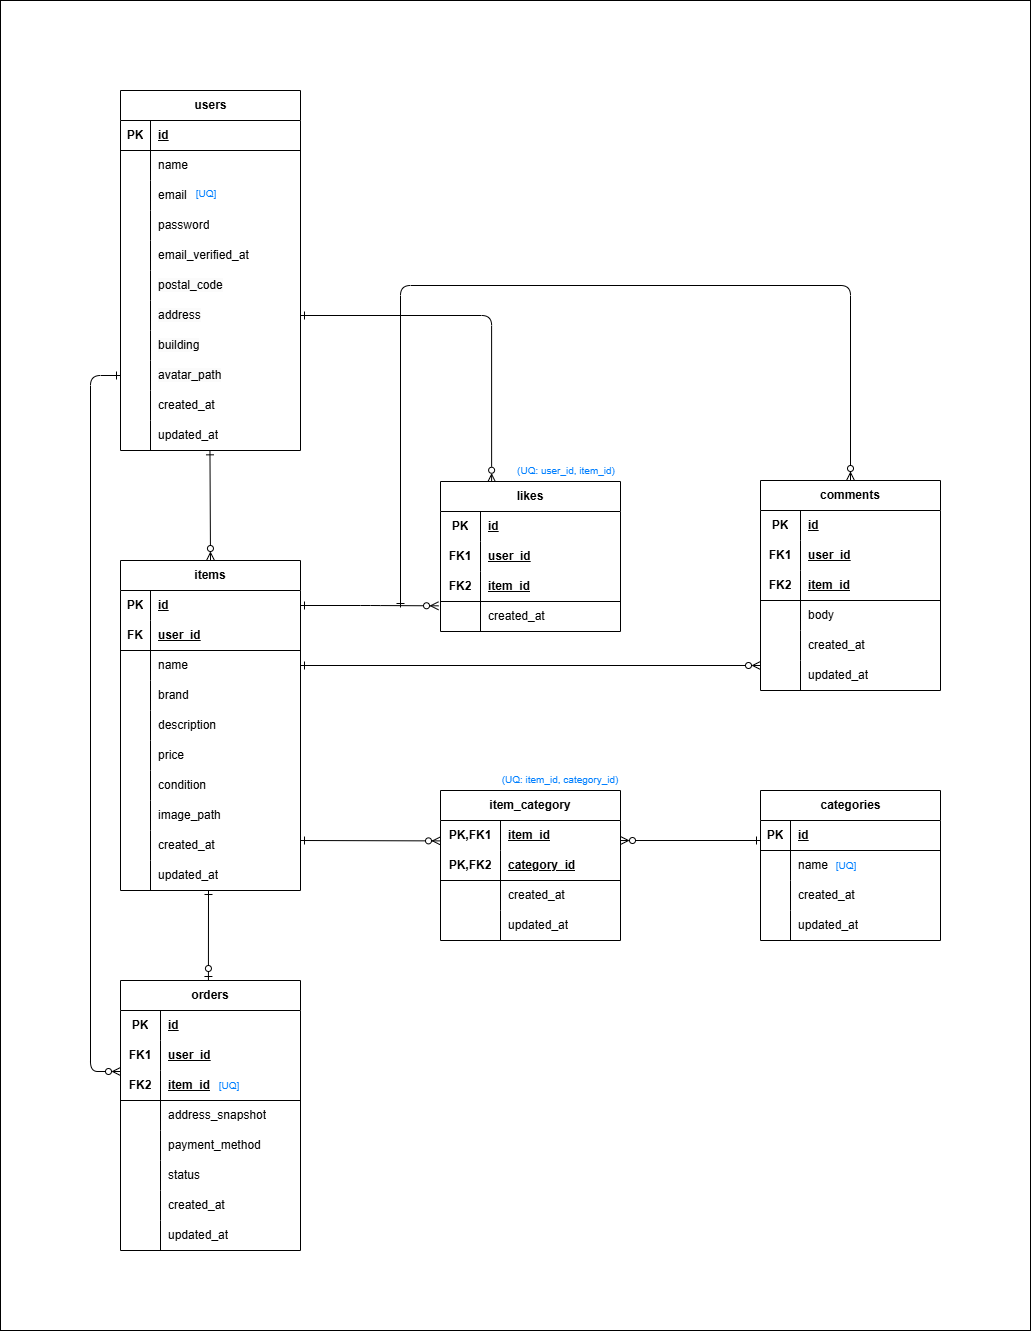 users
PK id
name
email [UQ]
password
email_verified_at
postal_code
address
building
avatar_path
created_at
updated_at
(UQ: user_id, item_id)
likes
PK id
FK1 user_id
FK2 item_id
created_at
comments
PK id
FK1 user_id
FK2 item_id
body
created_at
updated_at
items
PK id
FK user_id
name
brand
description
price
condition
image_path
created_at
updated_at
(UQ: item_id, category_id)
item_category
PK,FK1 item_id
PK,FK2 category_id
created_at
updated_at
categories
PK id
name [UQ]
created_at
updated_at
orders
PK id
FK1 user_id
FK2 item_id [UQ]
address_snapshot
payment_method
status
created_at
updated_at